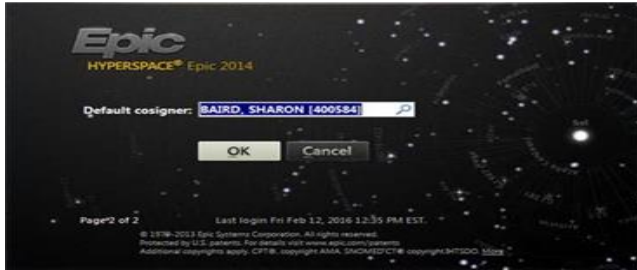 Epic
HYPERSPACE® Epic 2014
Default cosigner: BAIRD, SHARON [400584]
OK Cancel
Page 2 of 2 Last login Fri Feb 12, 2016 12:35 PM EST.
© 1979-2013 Epic Systems Corporation. All rights reserved.
Protected by U.S. patents. For details visit www.epic.com/patents
Additional copyrights apply. CPT®, copyright AMA. SNOMED CT® copyright IHTSDO. More